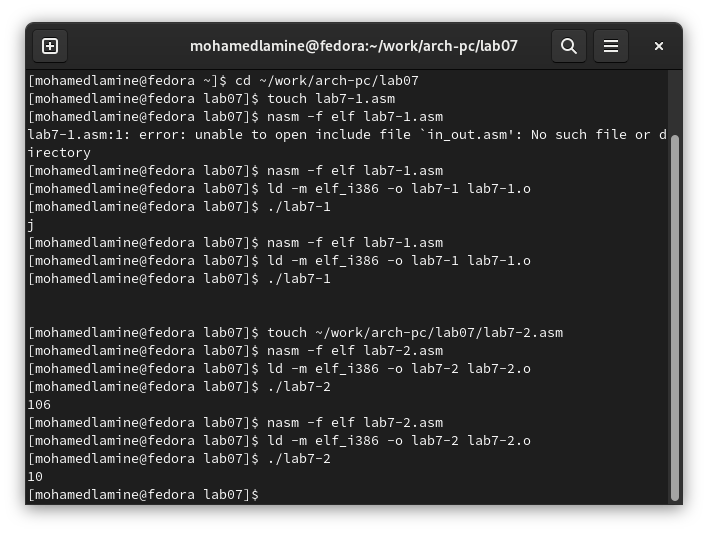 mohamedlamine@fedora:~/work/arch-pc/lab07
[mohamedlamine@fedora ~]$ cd ~/work/arch-pc/lab07
[mohamedlamine@fedora lab07]$ touch lab7-1.asm
[mohamedlamine@fedora lab07]$ nasm -f elf lab7-1.asm
lab7-1.asm:1: error: unable to open include file `in_out.asm': No such file or d
irectory
[mohamedlamine@fedora lab07]$ nasm -f elf lab7-1.asm
[mohamedlamine@fedora lab07]$ ld -m elf_i386 -o lab7-1 lab7-1.o
[mohamedlamine@fedora lab07]$ ./lab7-1
j
[mohamedlamine@fedora lab07]$ nasm -f elf lab7-1.asm
[mohamedlamine@fedora lab07]$ ld -m elf_i386 -o lab7-1 lab7-1.o
[mohamedlamine@fedora lab07]$ ./lab7-1
[mohamedlamine@fedora lab07]$ touch ~/work/arch-pc/lab07/lab7-2.asm
[mohamedlamine@fedora lab07]$ nasm -f elf lab7-2.asm
[mohamedlamine@fedora lab07]$ ld -m elf_i386 -o lab7-2 lab7-2.o
[mohamedlamine@fedora lab07]$ ./lab7-2
106
[mohamedlamine@fedora lab07]$ nasm -f elf lab7-2.asm
[mohamedlamine@fedora lab07]$ ld -m elf_i386 -o lab7-2 lab7-2.o
[mohamedlamine@fedora lab07]$ ./lab7-2
10
[mohamedlamine@fedora lab07]$